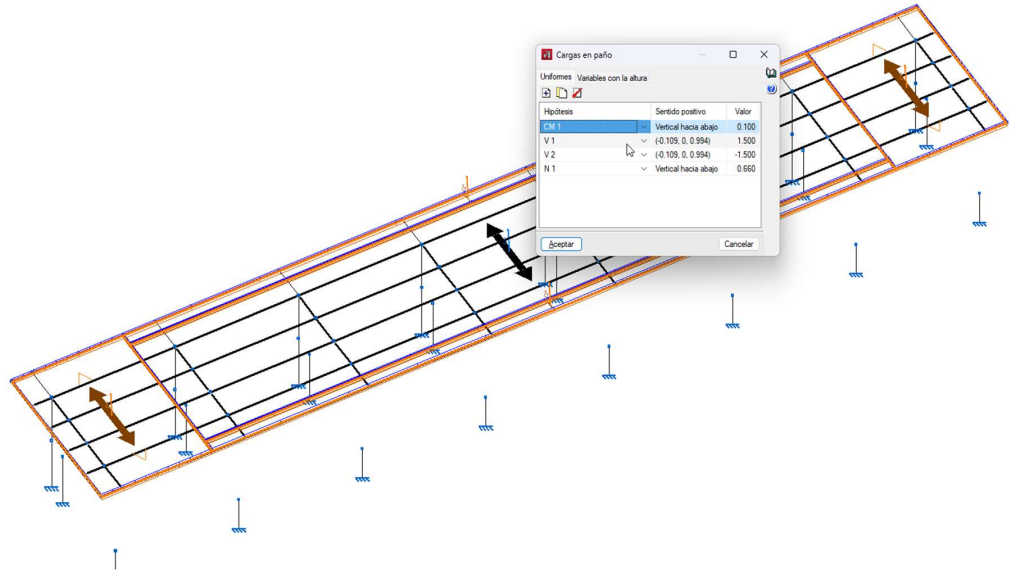 Cargas en paño
Uniformes Variables con la altura
Hipótesis Sentido positivo Valor
CM 1 Vertical hacia abajo 0.100
V 1 (-0.109, 0, 0.994) 1.500
V 2 (-0.109, 0, 0.994) -1.500
N 1 Vertical hacia abajo 0.660
Aceptar Cancelar